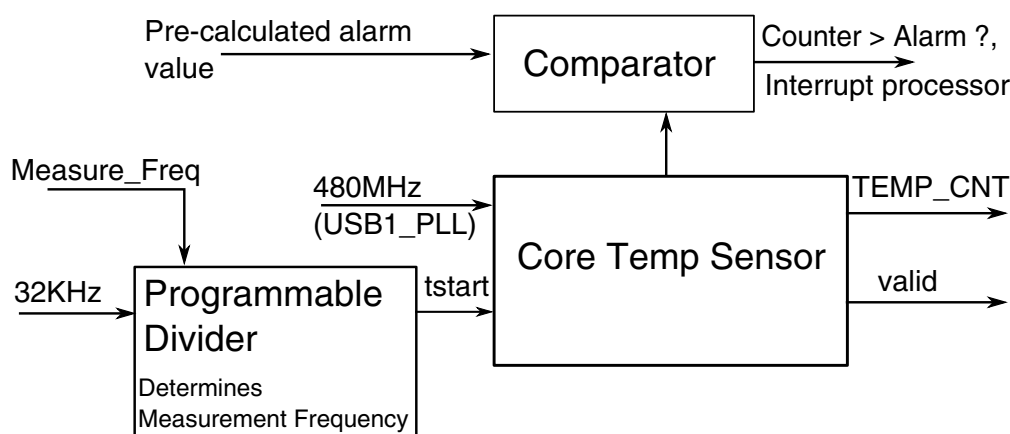 Pre-calculated alarm
value
Comparator
Counter > Alarm ?,
Interrupt processor
Measure_Freq
480MHz
(USB1_PLL)
Core Temp Sensor
TEMP_CNT
valid
32KHz
Programmable
Divider
Determines
Measurement Frequency
tstart